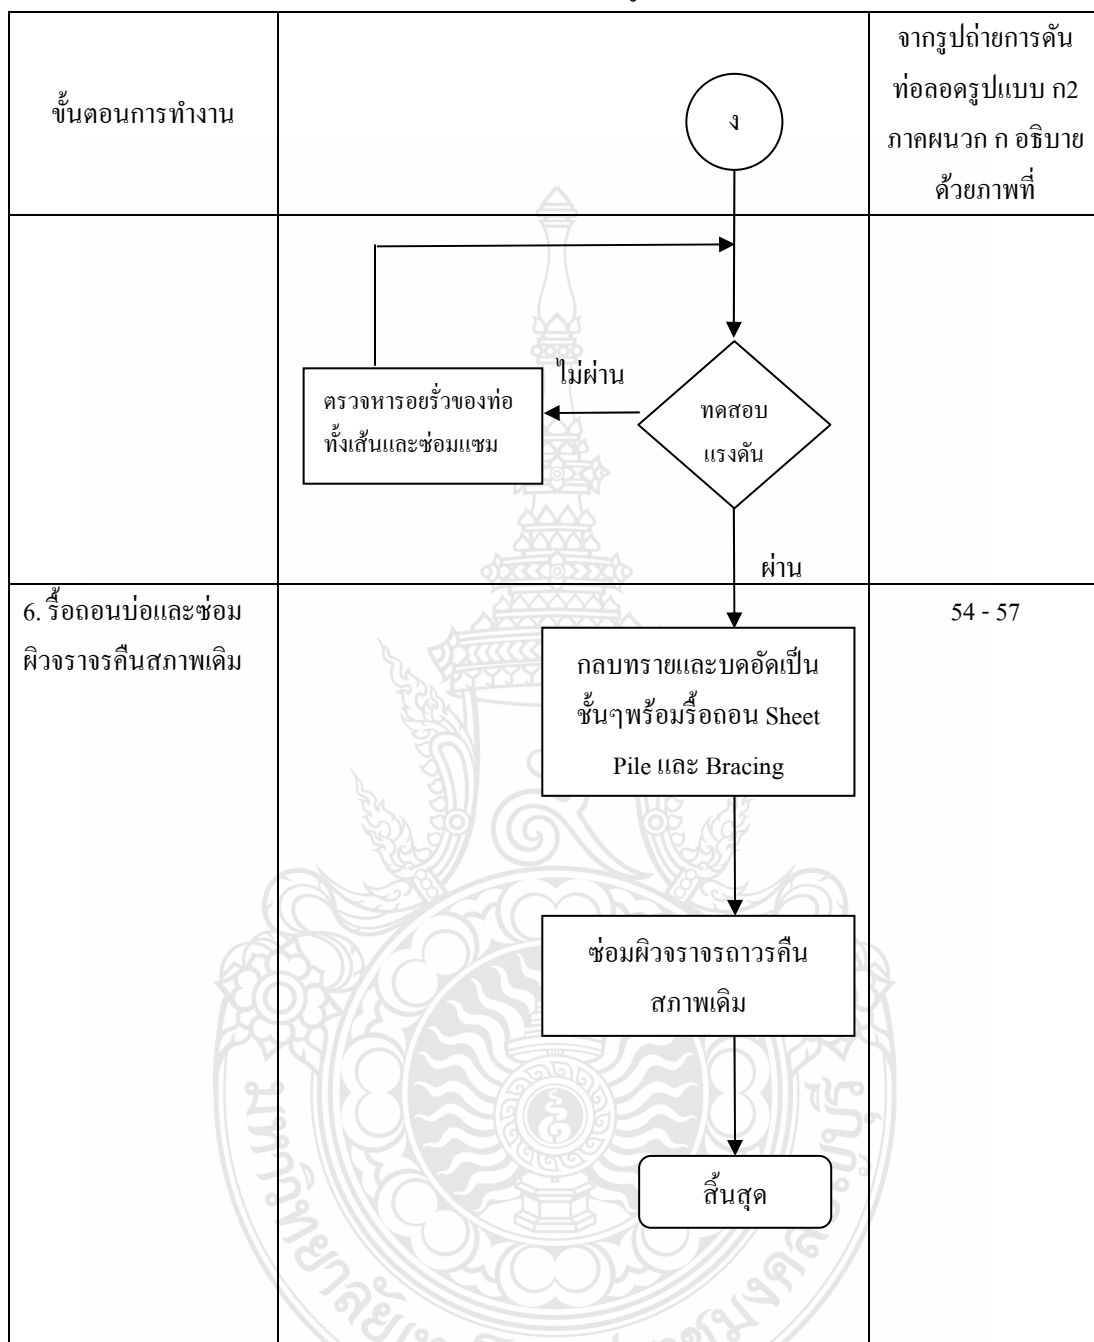 ขั้นตอนการทำงาน
ง
จากรูปถ่ายการดัน
ท่อลอดรูปแบบ ก2
ภาคผนวก ก อธิบาย
ด้วยภาพที่
ไม่ผ่าน
ตรวจหารอยรั่วของท่อ
ทั้งเส้นและซ่อมแซม
ทดสอบ
แรงดัน
ผ่าน
6. รื้อถอนบ่อและซ่อม
ผิวจราจรคืนสภาพเดิม
54 - 57
กลบทรายและบดอัดเป็น
ชั้นๆพร้อมรื้อถอน Sheet
Pile และ Bracing
ซ่อมผิวจราจรถาวรคืน
สภาพเดิม
สิ้นสุด